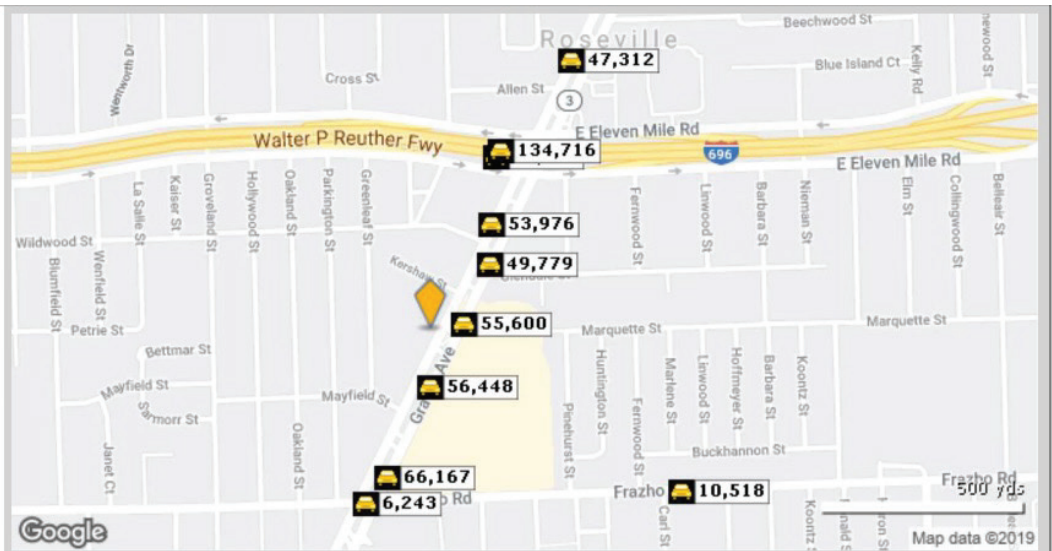 Beechwood St
Roseville
47,312
Wentworth Dr
Cross St
Allen St
Blue Island Ct
Kelly Rd
newood St
3
E Eleven Mile Rd
Walter P Reuther Fwy
134,716
696
E Eleven Mile Rd
La Salle St
Kaiser St
Groveland St
Hollywood St
Oakland St
Parkington St
Greenleaf St
Fernwood St
Linwood St
Barbara St
Nieman St
Elm St
Collingwood St
Belleair St
53,976
Wildwood St
Blumfield St
Wenfield St
Kershaw St
49,779
Petrie St
55,600
Marquette St
Marquette St
Bettmar St
Mayfield St
Sarmorr St
Mayfield St
Gra
Ave
56,448
Huntington St
Pinehurst St
Fernwood St
Marlene St
Linwood St
Hoffmeyer St
Barbara St
Koontz St
Janet Ct
Oakland St
Buckhannon St
66,167
6,243
o Rd
Frazho
10,518
Frazho Rd
500 yds
Carl St
Koontz S
Google
Map data ©2019